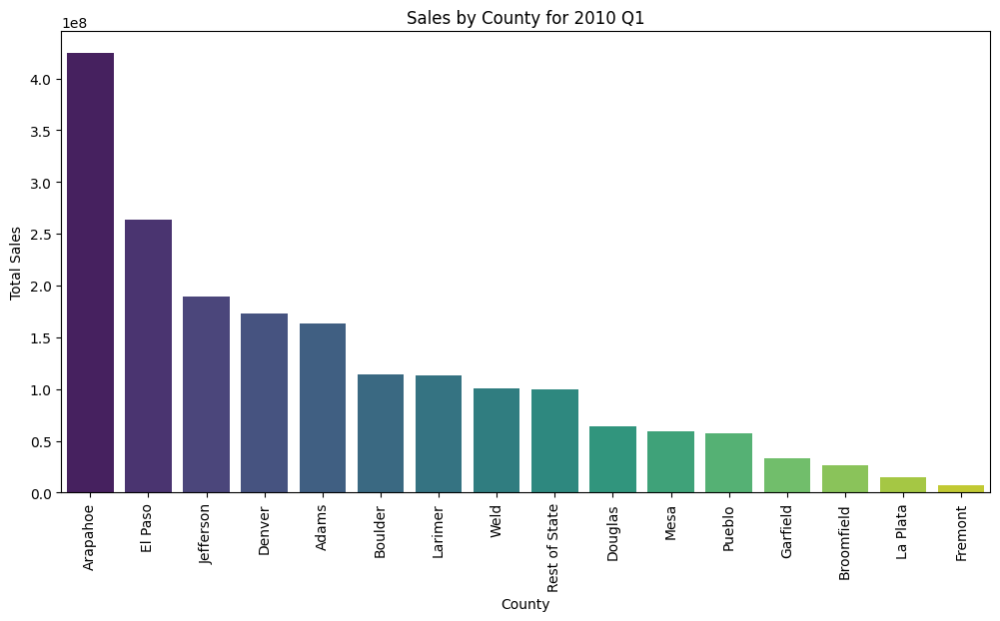 Sales by County for 2010 Q1
1e8
4.0
3.5
3.0
2.5
2.0
1.5
1.0
0.5
0.0
Total Sales
Arapahoe
El Paso
Jefferson
Denver
Adams
Boulder
Larimer
Weld
Rest of State
Douglas
Mesa
Pueblo
Garfield
Broomfield
La Plata
Fremont
County